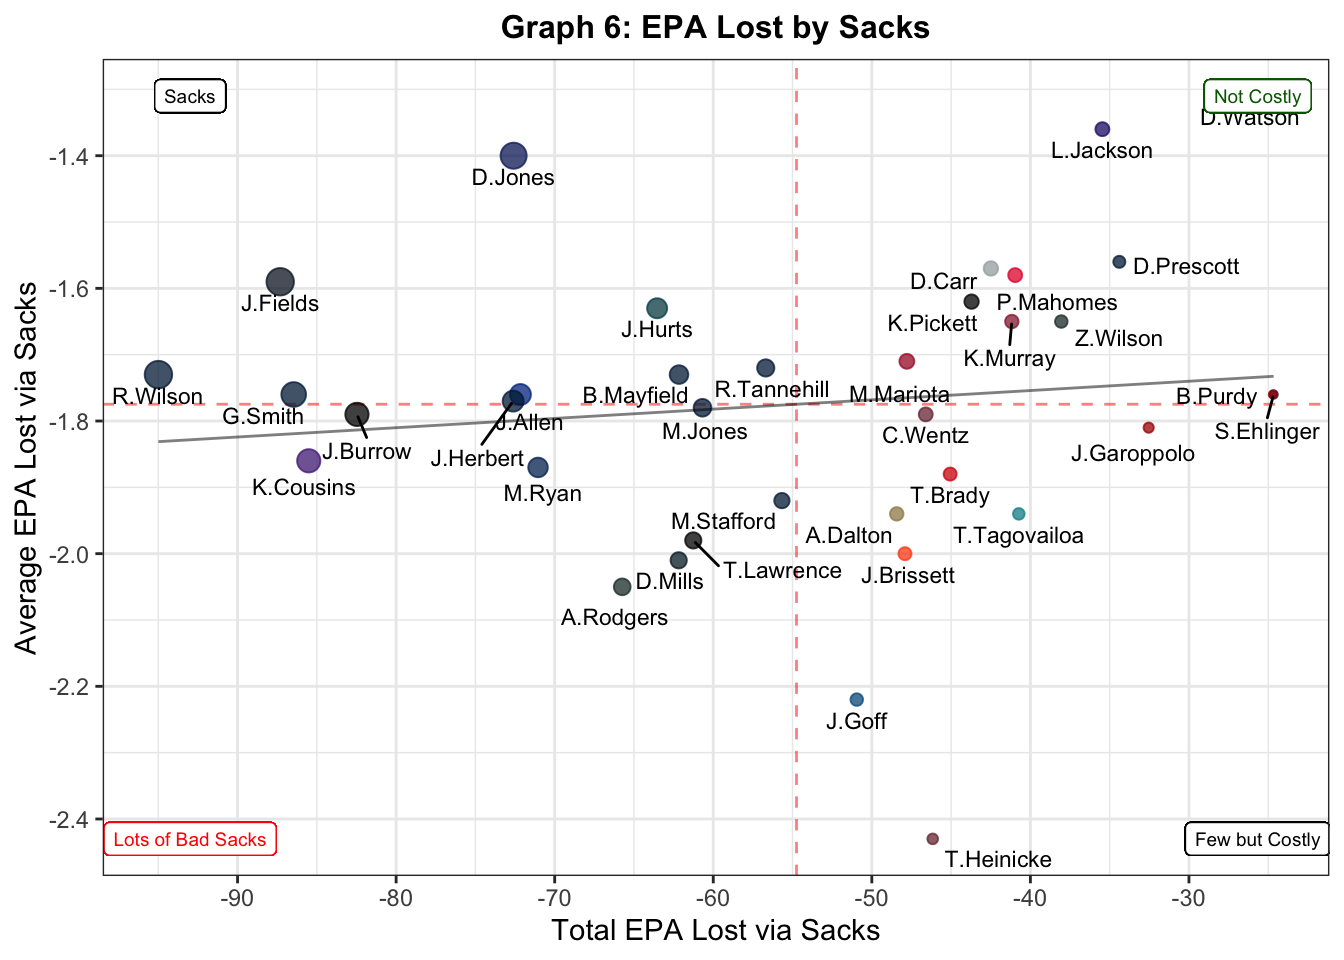 Graph 6: EPA Lost by Sacks
Sacks
Not Costly
D.Watson
L.Jackson
-1.4
D.Jones
D.Prescott
D.Carr
-1.6
P.Mahomes
J.Fields
K.Pickett
J.Hurts
Z.Wilson
K.Murray
R.Tannehill
M.Mariota
B.Mayfield
R.Wilson
B.Purdy
G.Smith
-1.8
J.Allen
M.Jones
C.Wentz
S.Ehlinger
J.Burrow
J.Herbert
J.Garoppolo
K.Cousins
M.Ryan
T.Brady
M.Stafford
A.Dalton
T.Tagovailoa
-2.0
T.Lawrence
J.Brissett
D.Mills
A.Rodgers
-2.2
J.Goff
-2.4
Lots of Bad Sacks
Few but Costly
T.Heinicke
-90
-80
-70
-60
-50
-40
-30
Total EPA Lost via Sacks
Average EPA Lost via Sacks